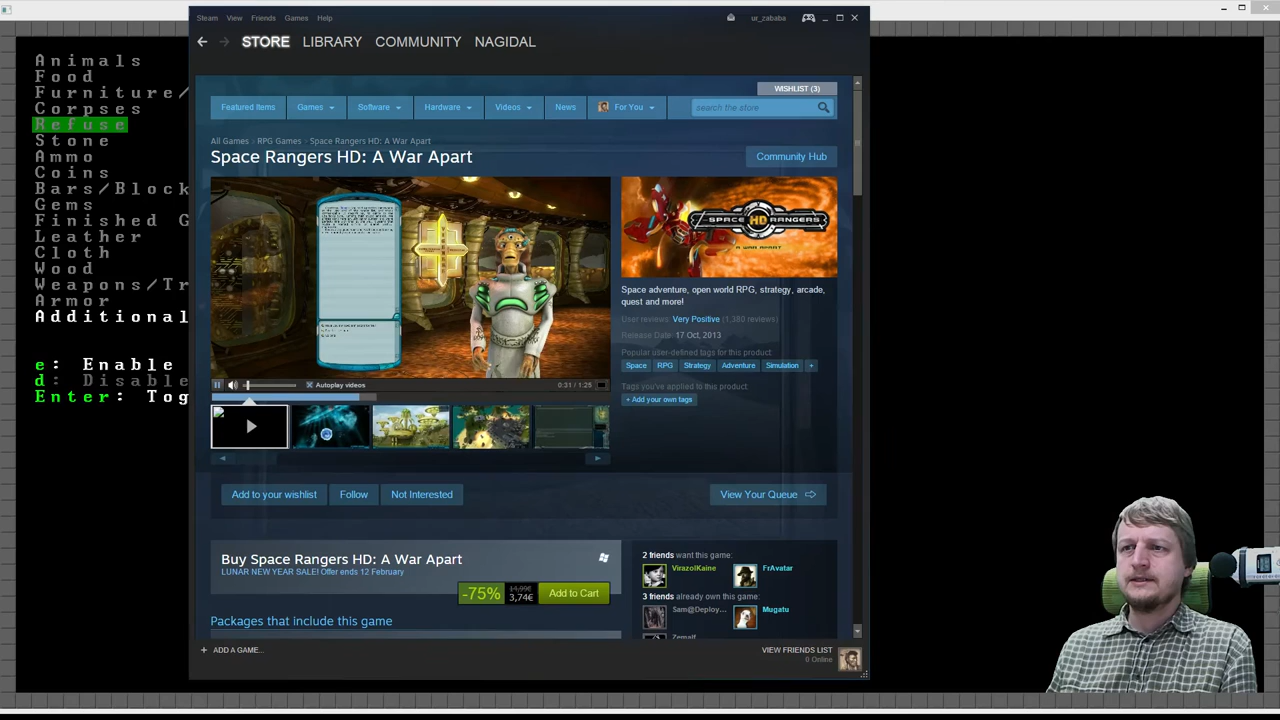 Steam View Friends Games Help
ur_zababa
STORE LIBRARY COMMUNITY NAGIDAL
WISHLIST (3)
Featured Items Games Software Hardware Videos News For You search the store
All Games > RPG Games > Space Rangers HD: A War Apart
Space Rangers HD: A War Apart
Community Hub
SPACE HD RANGERS
A WAR APART
Space adventure, open world RPG, strategy, arcade,
quest and more!
User reviews: Very Positive (1,380 reviews)
Release Date: 17 Oct, 2013
Popular user-defined tags for this product:
Space RPG Strategy Adventure Simulation +
Tags you've applied to this product:
+ Add your own tags
Autoplay videos 0:31 / 1:25
Add to your wishlist Follow Not Interested View Your Queue
Buy Space Rangers HD: A War Apart
LUNAR NEW YEAR SALE! Offer ends 12 February
-75% 14,99€ 3,74€ Add to Cart
Packages that include this game
2 friends want this game:
VirazolKaine FrAvatar
3 friends already own this game:
Sam@Deploy... Mugatu
Zemalf
+ ADD A GAME...
VIEW FRIENDS LIST
0 Online
Animals
Food
Furniture/
Corpses
Refuse
Stone
Ammo
Coins
Bars/Block
Gems
Finished G
Leather
Cloth
Wood
Weapons/Tr
Armor
Additional
e: Enable
d: Disable
Enter: Tog